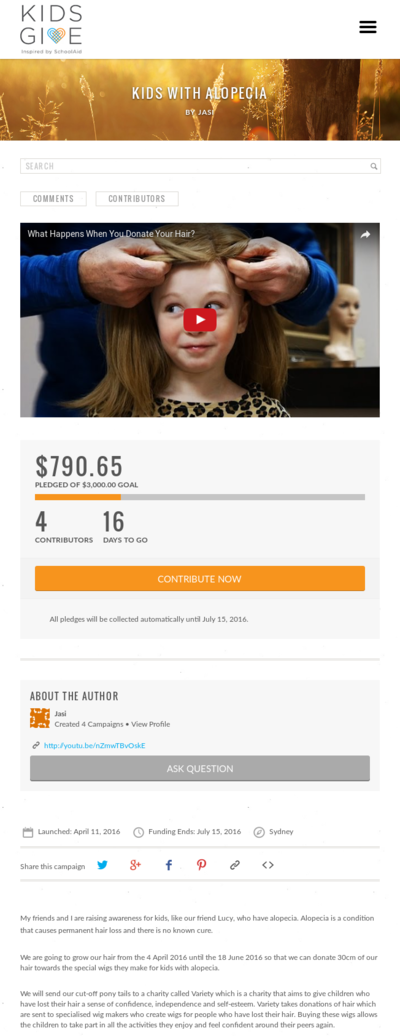 KIDS
GIVE
Inspired by SchoolAid
KIDS WITH ALOPECIA
BY JASI
SEARCH
COMMENTS
CONTRIBUTORS
What Happens When You Donate Your Hair?
$790.65
PLEDGED OF $3,000.00 GOAL
4
CONTRIBUTORS
16
DAYS TO GO
CONTRIBUTE NOW
All pledges will be collected automatically until July 15, 2016.
ABOUT THE AUTHOR
Jasi
Created 4 Campaigns • View Profile
http://youtu.be/nZmwTBvOskE
ASK QUESTION
Launched: April 11, 2016
Funding Ends: July 15, 2016
Sydney
Share this campaign
My friends and I are raising awareness for kids, like our friend Lucy, who have alopecia. Alopecia is a condition
that causes permanent hair loss and there is no known cure.
We are going to grow our hair from the 4 April 2016 until the 18 June 2016 so that we can donate 30cm of our
hair towards the special wigs they make for kids with alopecia.
We will send our cut-off pony tails to a charity called Variety which is a charity that aims to give children who
have lost their hair a sense of confidence, independence and self-esteem. Variety takes donations of hair which
are sent to specialised wig makers who create wigs for people who have lost their hair. Buying these wigs allows
the children to take part in all the activities they enjoy and feel confident around their peers again.